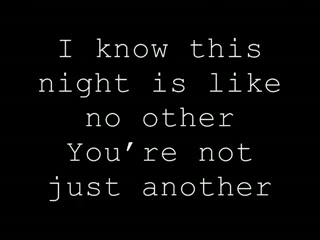 I know this
night is like
no other
You’re not
just another